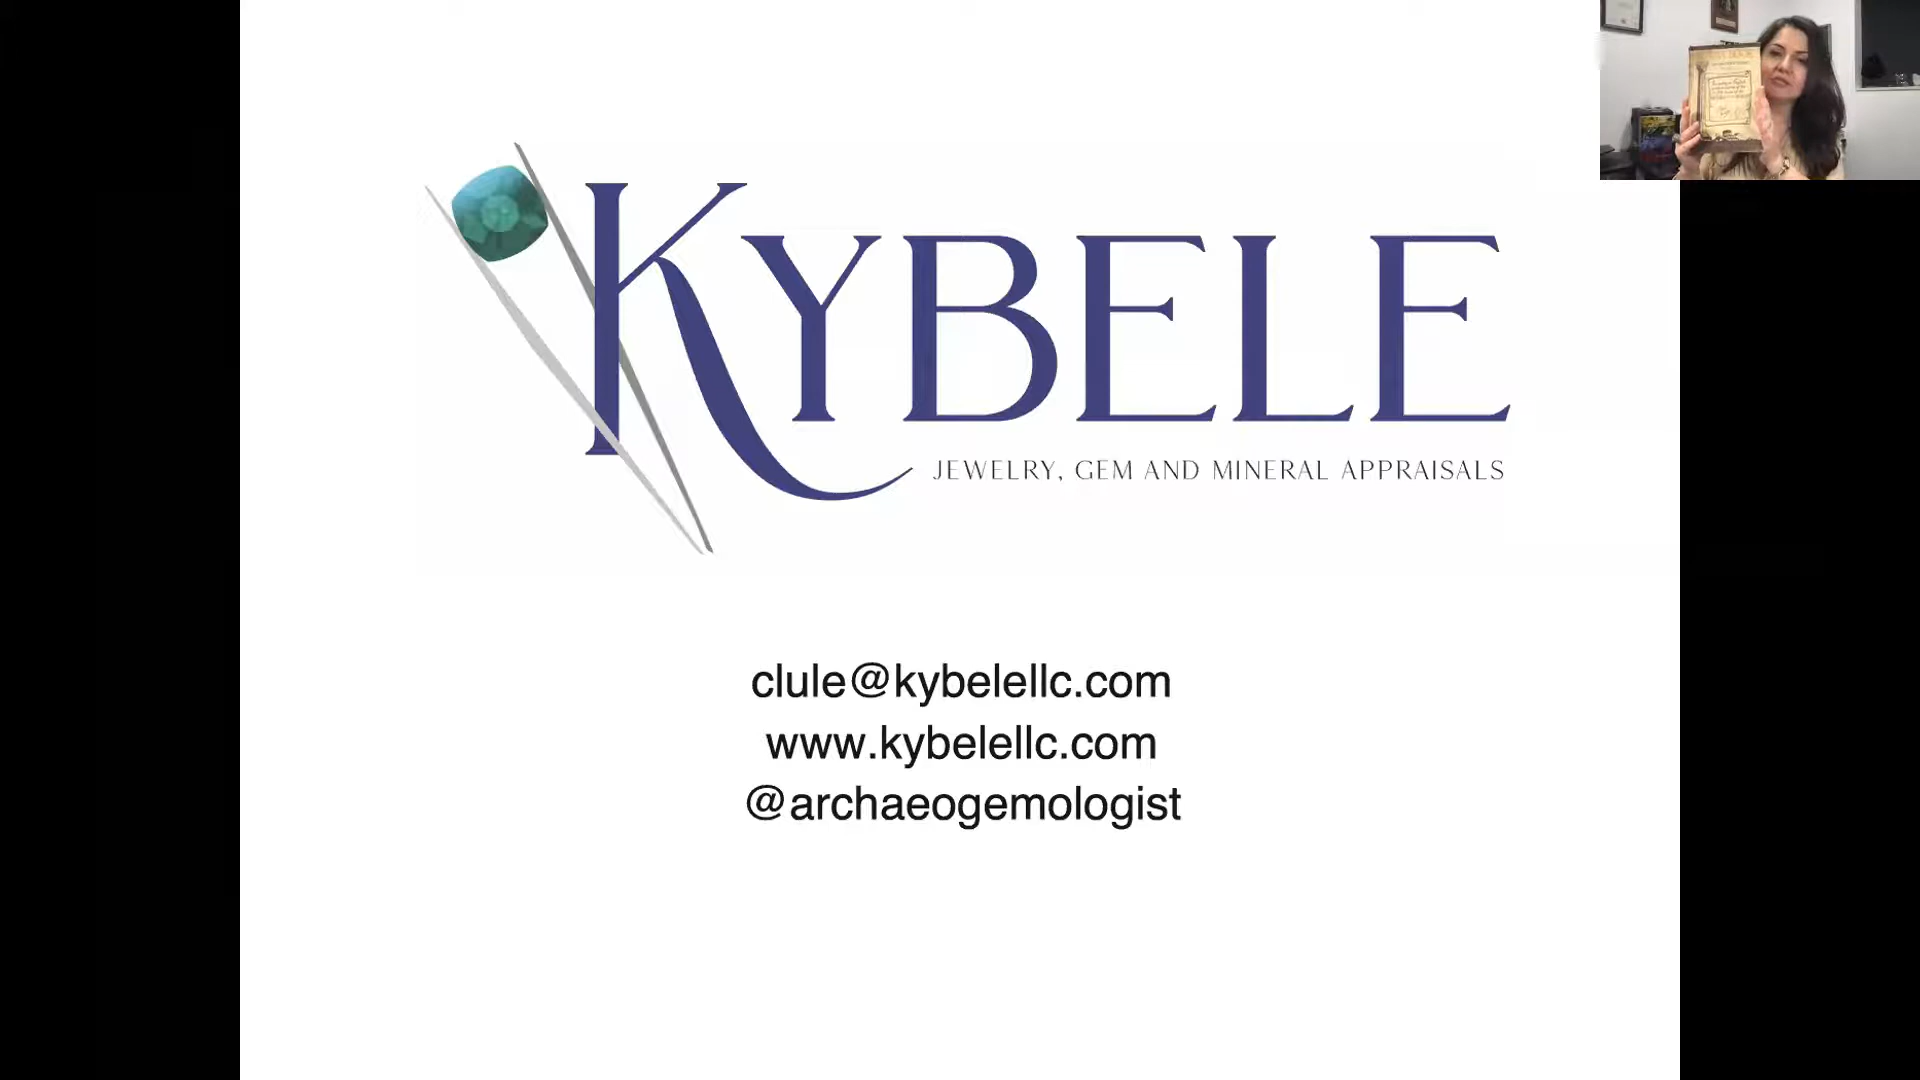 KYBELE
JEWELRY, GEM AND MINERAL APPRAISALS
clule@kybelellc.com
www.kybelellc.com
@archaeogemologist